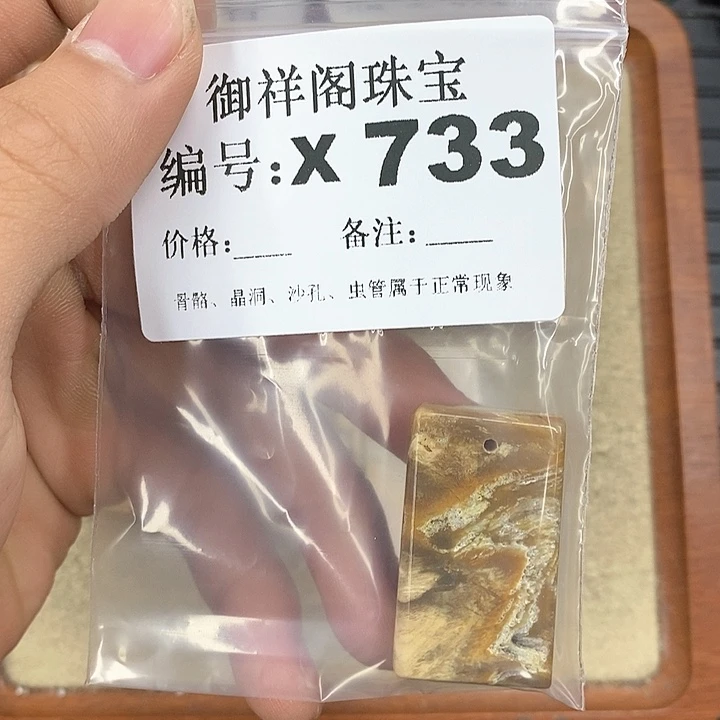 御祥阁珠宝
编号:X 733
价格:____ 备注:_____
骨骼、晶洞、沙孔、虫管属于正常现象